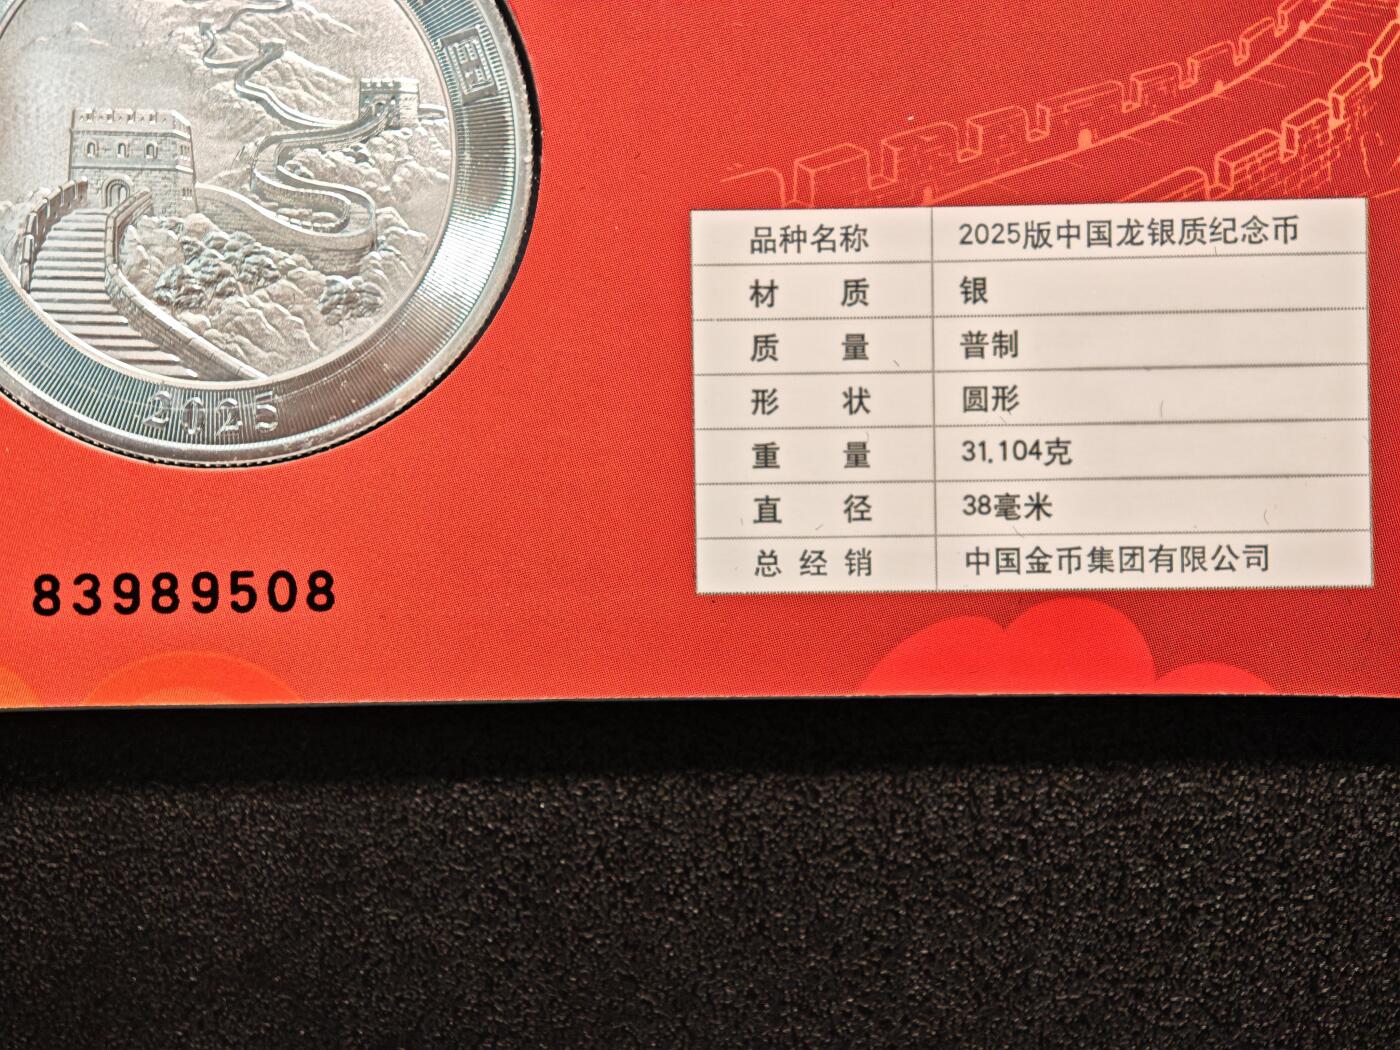 国
2025
83989508
品种名称 2025版中国龙银质纪念币
材 质 银
质 量 普制
形 状 圆形
重 量 31.104克
直 径 38毫米
总 经 销 中国金币集团有限公司